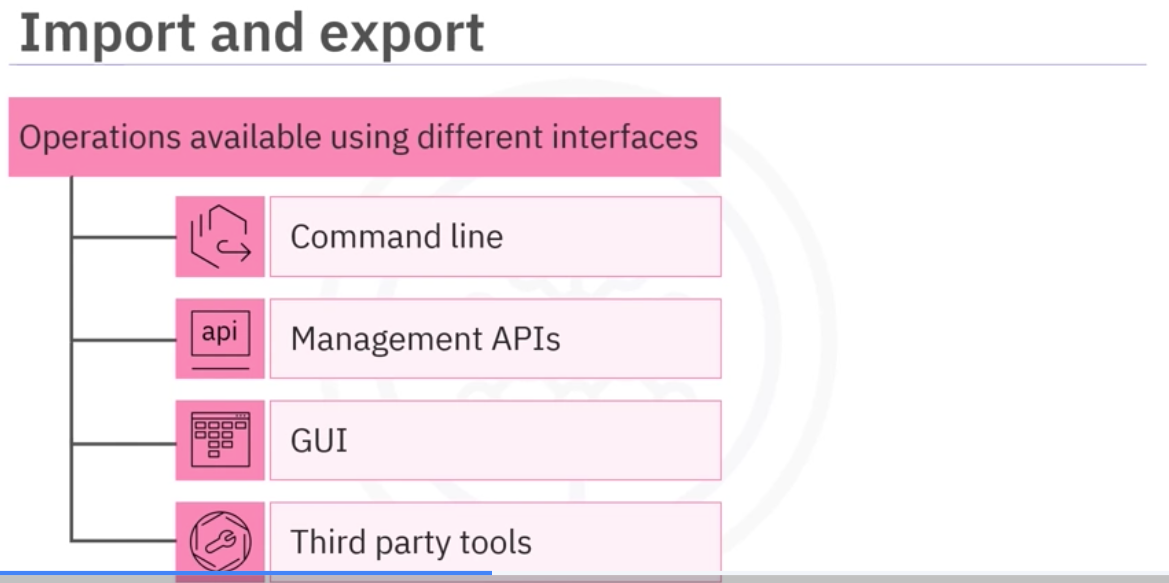 Import and export
Operations available using different interfaces
Command line
api
Management APIs
GUI
Third party tools